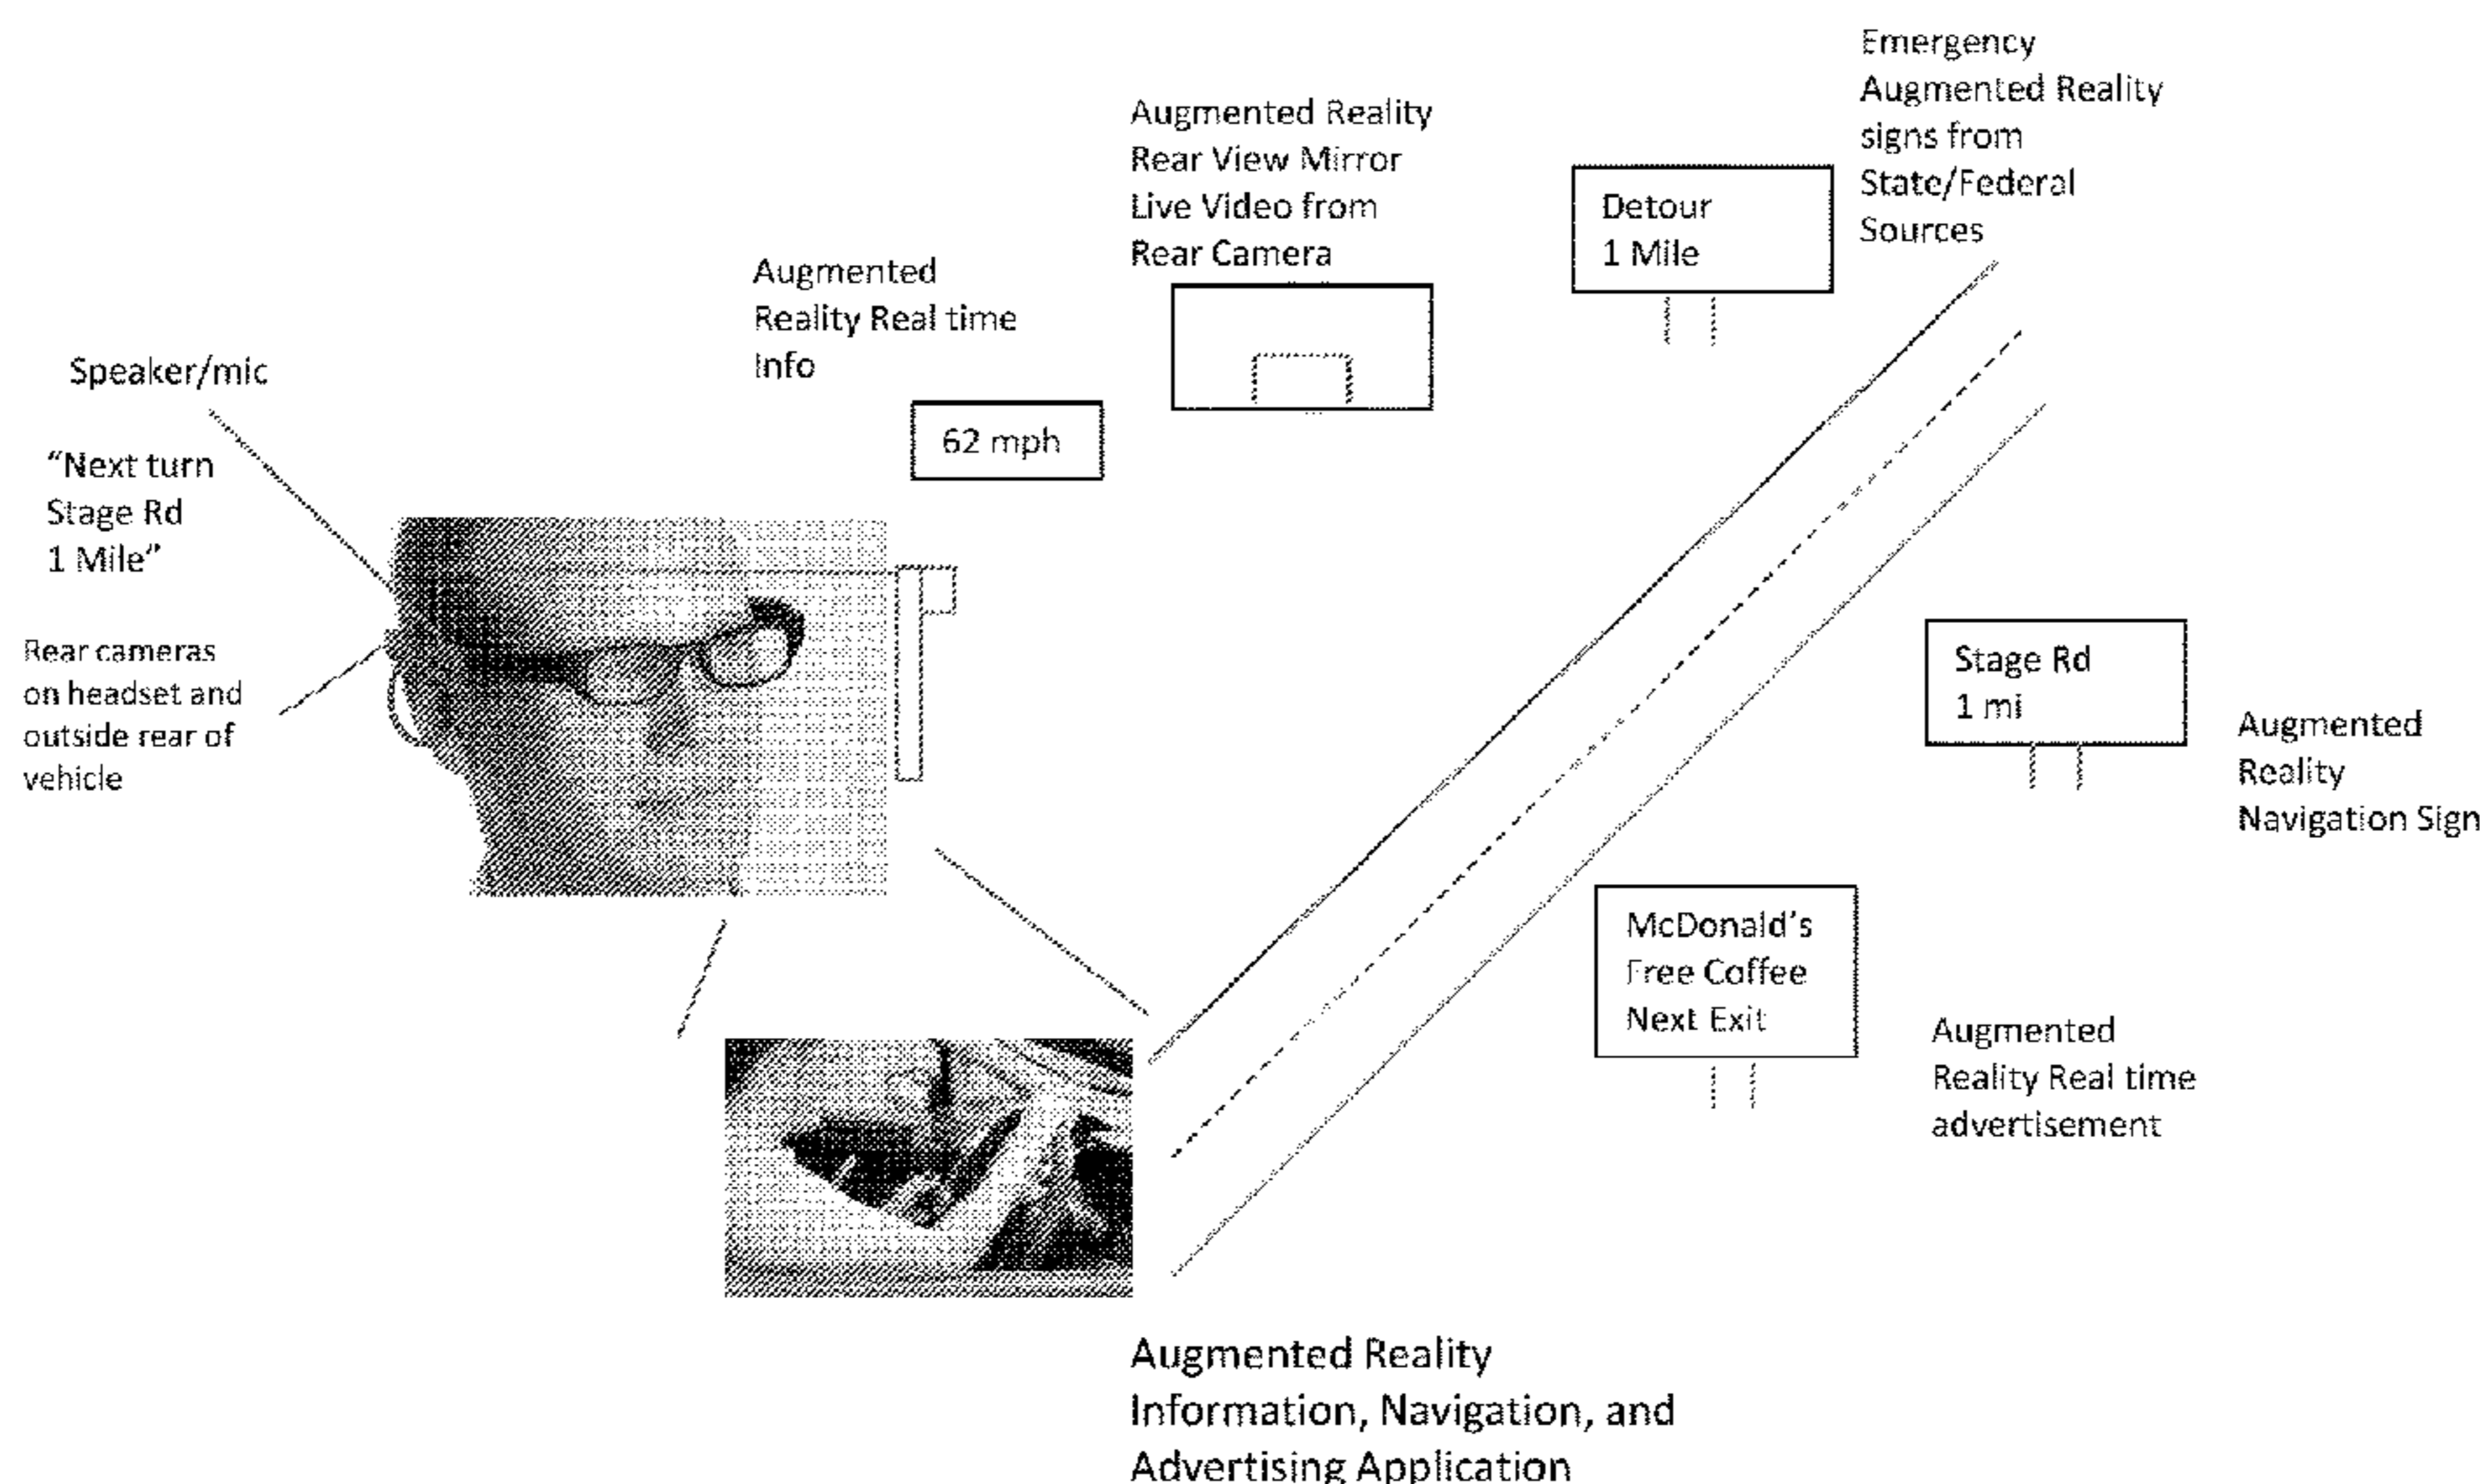 Emergency
Augmented Reality
signs from
State/Federal
Sources
Augmented Reality
Rear View Mirror
Live Video from
Rear Camera
Detour
1 Mile
Augmented
Reality Real time
Info
62 mph
Speaker/mic
“Next turn
Stage Rd
1 Mile”
Rear cameras
on headset and
outside rear of
vehicle
Stage Rd
1 mi
Augmented
Reality
Navigation Sign
McDonald’s
Free Coffee
Next Exit
Augmented
Reality Real time
advertisement
Augmented Reality
Information, Navigation, and
Advertising Application